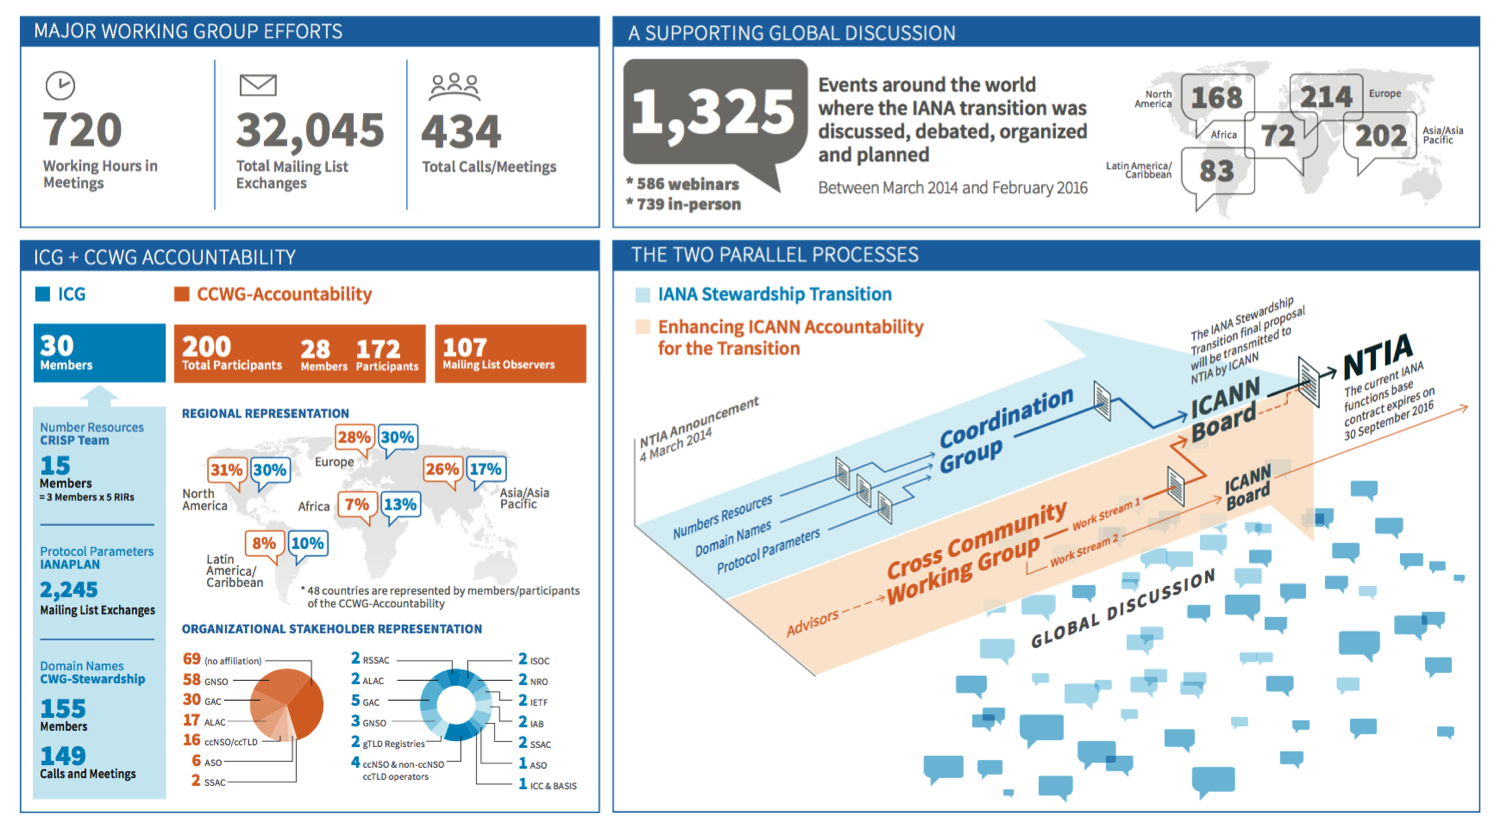 MAJOR WORKING GROUP EFFORTS
720
Working Hours in
Meetings
32,045
Total Mailing List
Exchanges
434
Total Calls/Meetings
A SUPPORTING GLOBAL DISCUSSION
1,325
* 586 webinars
* 739 in-person
Events around the world
where the IANA transition was
discussed, debated, organized
and planned
Between March 2014 and February 2016
North
America
168
214
Europe
Africa
72
202
Asia/Asia
Pacific
Latin America/
Caribbean
83
ICG + CCWG ACCOUNTABILITY
ICG
CCWG-Accountability
30
Members
200
Total Participants
28
Members
172
Participants
107
Mailing List Observers
Number Resources
CRISP Team
15
Members
= 3 Members x 5 RIRs
Protocol Parameters
IANAPLAN
2,245
Mailing List Exchanges
Domain Names
CWG-Stewardship
155
Members
149
Calls and Meetings
REGIONAL REPRESENTATION
28% 30%
Europe
31% 30%
North
America
26% 17%
Asia/Asia
Pacific
Africa
7% 13%
8% 10%
Latin
America/
Caribbean
* 48 countries are represented by members/participants
of the CCWG-Accountability
ORGANIZATIONAL STAKEHOLDER REPRESENTATION
69 (no affiliation)
58 GNSO
30 GAC
17 ALAC
16 ccNSO/ccTLD
6 ASO
2 SSAC
2 RSSAC
2 ALAC
5 GAC
3 GNSO
2 gTLD Registries
4 ccNSO & non-ccNSO
ccTLD operators
2 ISOC
2 NRO
2 IETF
2 IAB
2 SSAC
1 ASO
1 ICC & BASIS
THE TWO PARALLEL PROCESSES
IANA Stewardship Transition
Enhancing ICANN Accountability
for the Transition
NTIA Announcement
4 March 2014
Numbers Resources
Domain Names
Protocol Parameters
Coordination
Group
The IANA Stewardship
Transition final proposal
will be transmitted to
NTIA by ICANN
ICANN
Board
NTIA
The current IANA
functions base
contract expires on
30 September 2016
Advisors
Cross Community
Working Group
Work Stream 1
Work Stream 2
ICANN
Board
GLOBAL DISCUSSION